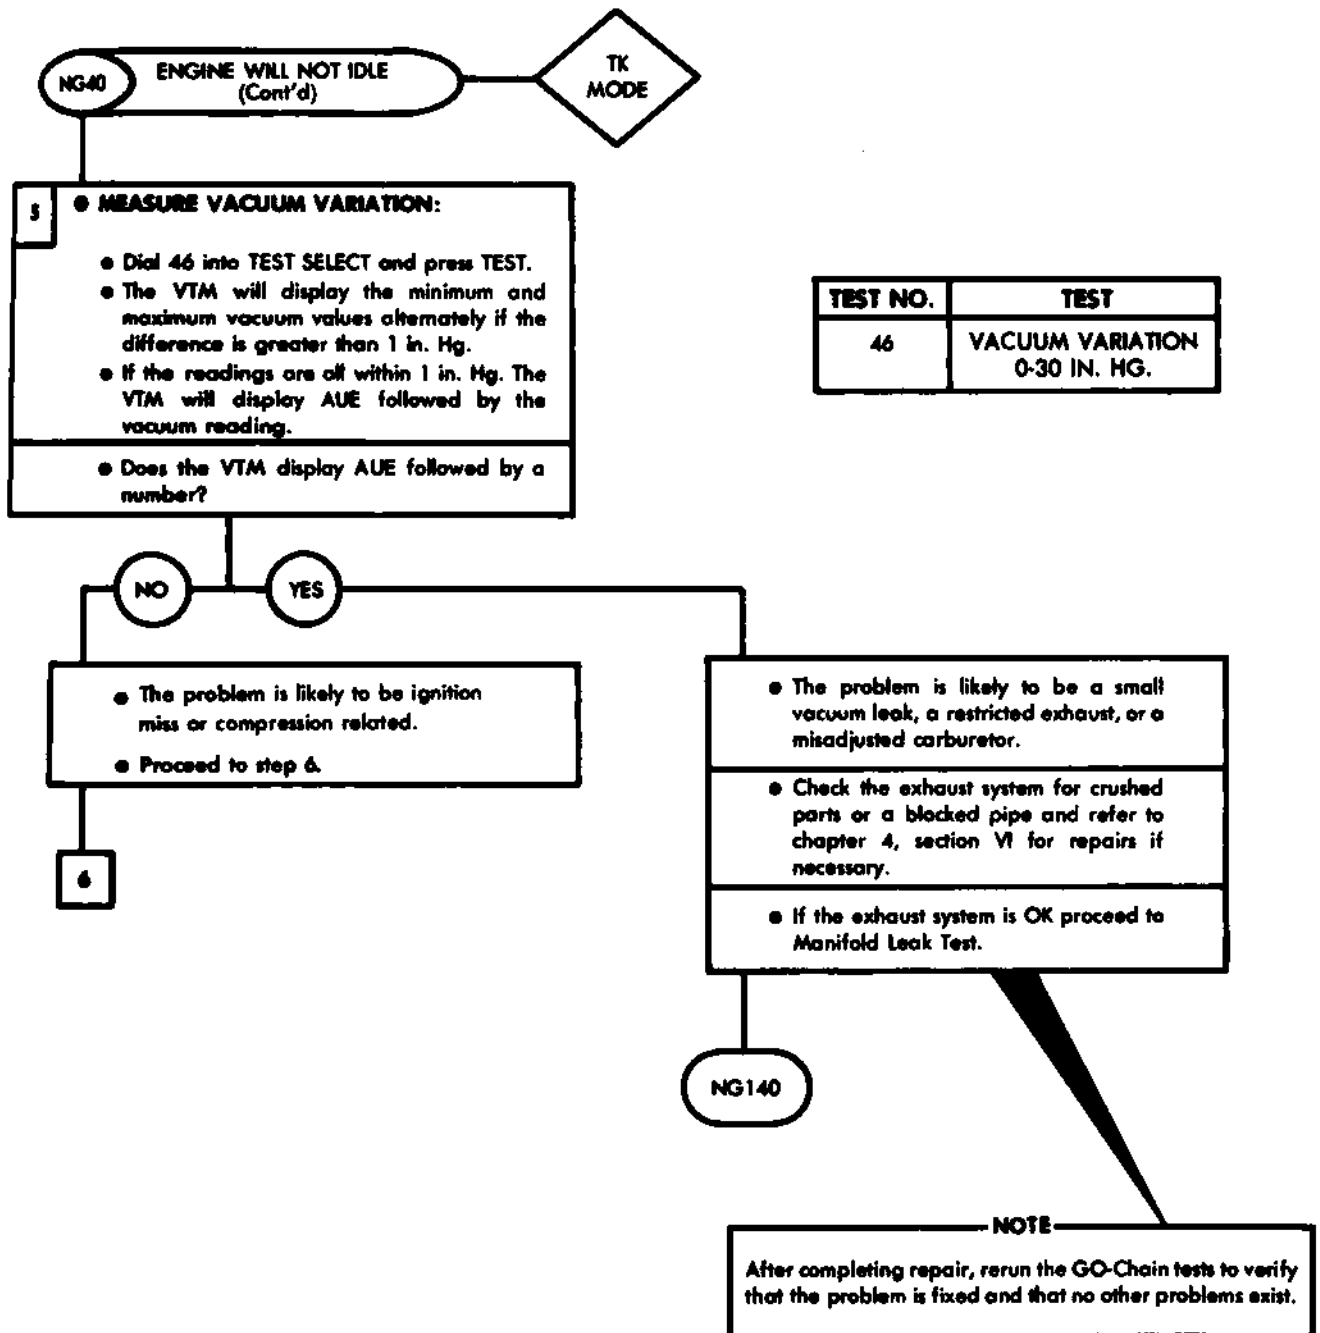 NG40
ENGINE WILL NOT IDLE
(Cont'd)
TK
MODE
5
● MEASURE VACUUM VARIATION:
● Dial 46 into TEST SELECT and press TEST.
● The VTM will display the minimum and
maximum vacuum values alternately if the
difference is greater than 1 in. Hg.
● If the readings are all within 1 in. Hg. The
VTM will display AUE followed by the
vacuum reading.
● Does the VTM display AUE followed by a
number?
TEST NO. TEST
46 VACUUM VARIATION
0-30 IN. HG.
NO
YES
● The problem is likely to be ignition
miss or compression related.
● Proceed to step 6.
6
● The problem is likely to be a small
vacuum leak, a restricted exhaust, or a
misadjusted carburetor.
● Check the exhaust system for crushed
parts or a blocked pipe and refer to
chapter 4, section VI for repairs if
necessary.
● If the exhaust system is OK proceed to
Manifold Leak Test.
NG140
NOTE
After completing repair, rerun the GO-Chain tests to verify
that the problem is fixed and that no other problems exist.